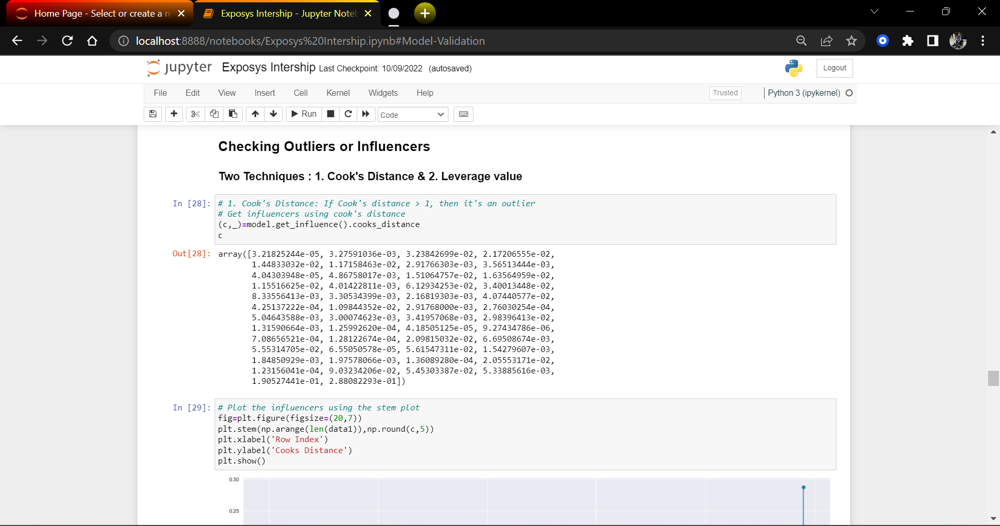 Home Page - Select or create a n
Exposys Intership - Jupyter Noteb
localhost:8888/notebooks/Exposys%20Intership.ipynb#Model-Validation
jupyter Exposys Intership Last Checkpoint: 10/09/2022 (autosaved)
Logout
File Edit View Insert Cell Kernel Widgets Help
Trusted
Python 3 (ipykernel)
Run
Code
Checking Outliers or Influencers
Two Techniques : 1. Cook's Distance & 2. Leverage value
In [28]: # 1. Cook's Distance: If Cook's distance > 1, then it's an outlier
# Get influencers using cook's distance
(c,_)=model.get_influence().cooks_distance
c
Out[28]: array([3.21825244e-05, 3.27591036e-03, 3.23842699e-02, 2.17206555e-02,
1.44833032e-02, 1.17158463e-02, 2.91766303e-03, 3.56513444e-03,
4.04303948e-05, 4.86758017e-03, 1.51064757e-02, 1.63564959e-02,
1.15516625e-02, 4.01422811e-03, 6.12934253e-02, 3.40013448e-02,
8.33556413e-03, 3.30534399e-03, 2.16819303e-03, 4.07440577e-02,
4.25137222e-04, 1.09844352e-02, 2.91768000e-03, 2.76030254e-04,
5.04643588e-03, 3.00074623e-03, 3.41957068e-03, 2.98396413e-02,
1.31590664e-03, 1.25992620e-04, 4.18505125e-05, 9.27434786e-06,
7.08656521e-04, 1.28122674e-04, 2.09815032e-02, 6.69508674e-03,
5.55314705e-02, 6.55050578e-05, 5.61547311e-02, 1.54279607e-03,
1.84850929e-03, 1.97578066e-03, 1.36089280e-04, 2.05553171e-02,
1.23156041e-04, 9.03234206e-02, 5.45303387e-02, 5.33885616e-03,
1.90527441e-01, 2.88082293e-01])
In [29]: # Plot the influencers using the stem plot
fig=plt.figure(figsize=(20,7))
plt.stem(np.arange(len(data1)),np.round(c,5))
plt.xlabel('Row Index')
plt.ylabel('Cooks Distance')
plt.show()
0.30
0.25